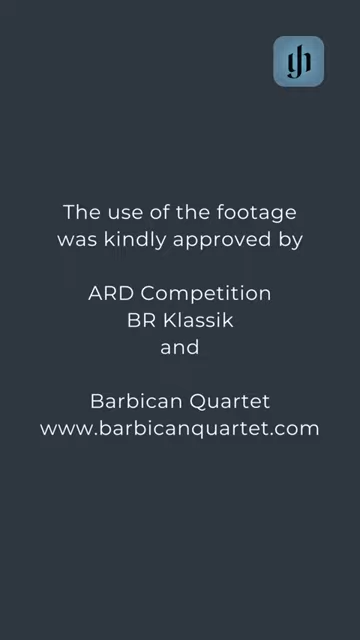 The use of the footage
was kindly approved by
ARD Competition
BR Klassik
and
Barbican Quartet
www.barbicanquartet.com